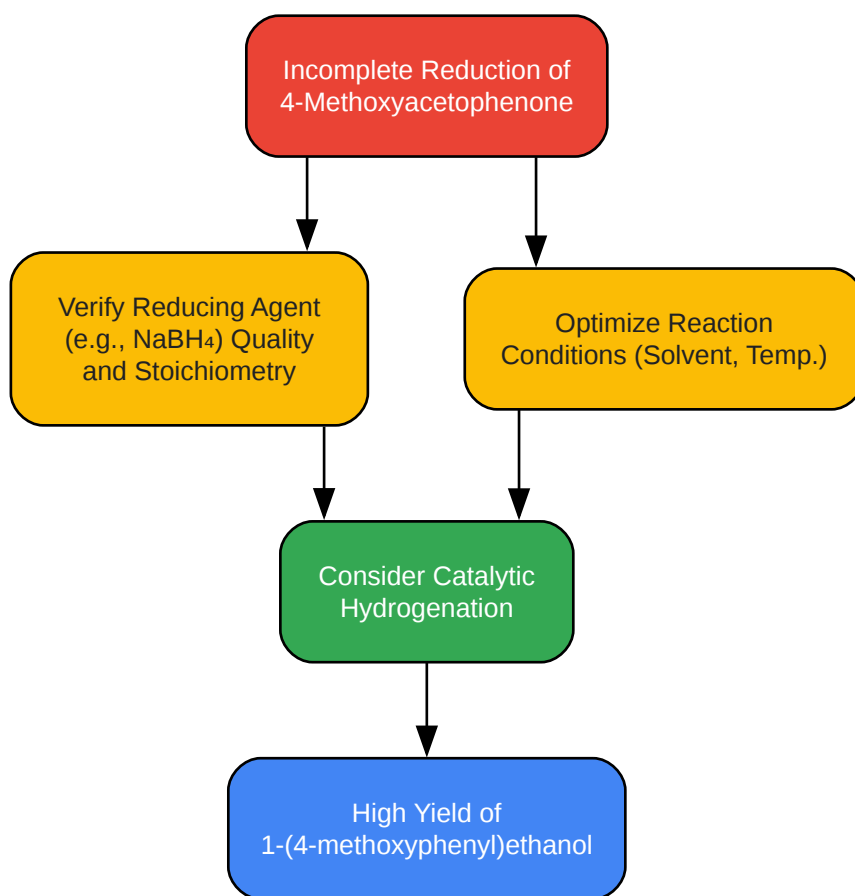 Incomplete Reduction of
4-Methoxyacetophenone
Verify Reducing Agent
(e.g., NaBH₄) Quality
and Stoichiometry
Optimize Reaction
Conditions (Solvent, Temp.)
Consider Catalytic
Hydrogenation
High Yield of
1-(4-methoxyphenyl)ethanol